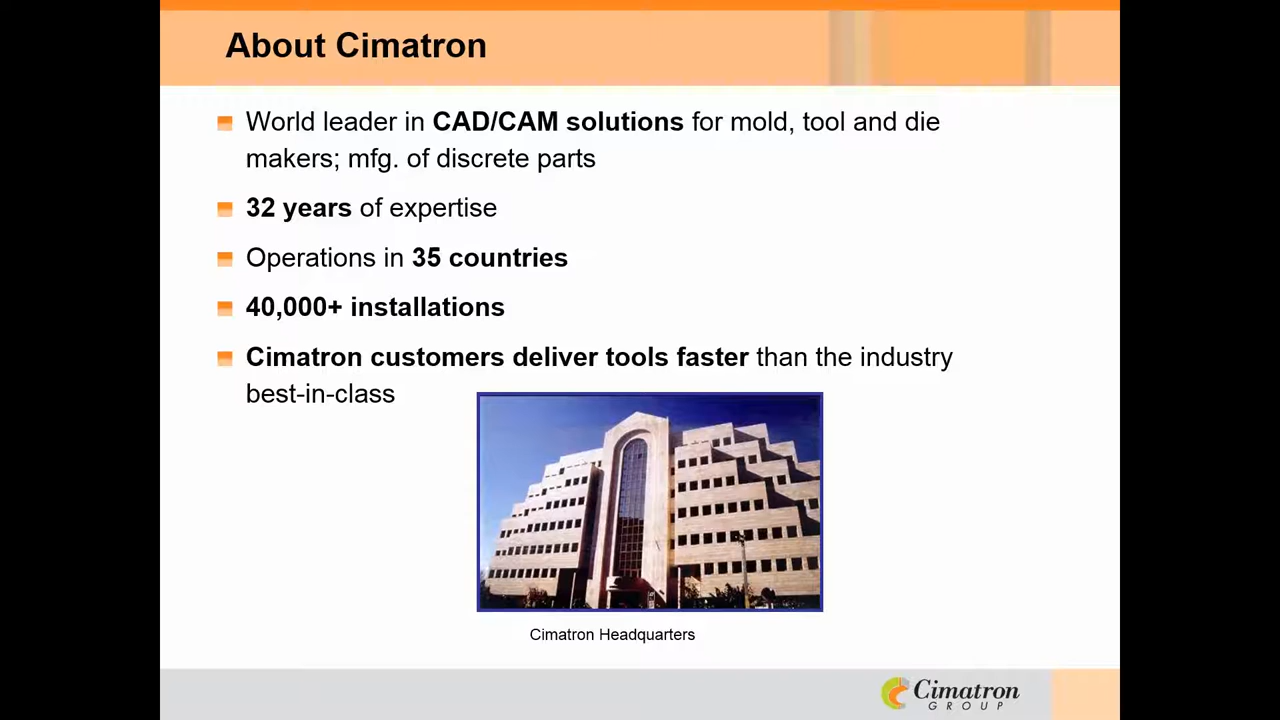 About Cimatron
World leader in CAD/CAM solutions for mold, tool and die
makers; mfg. of discrete parts
32 years of expertise
Operations in 35 countries
40,000+ installations
Cimatron customers deliver tools faster than the industry
best-in-class
Cimatron Headquarters
Cimatron
GROUP